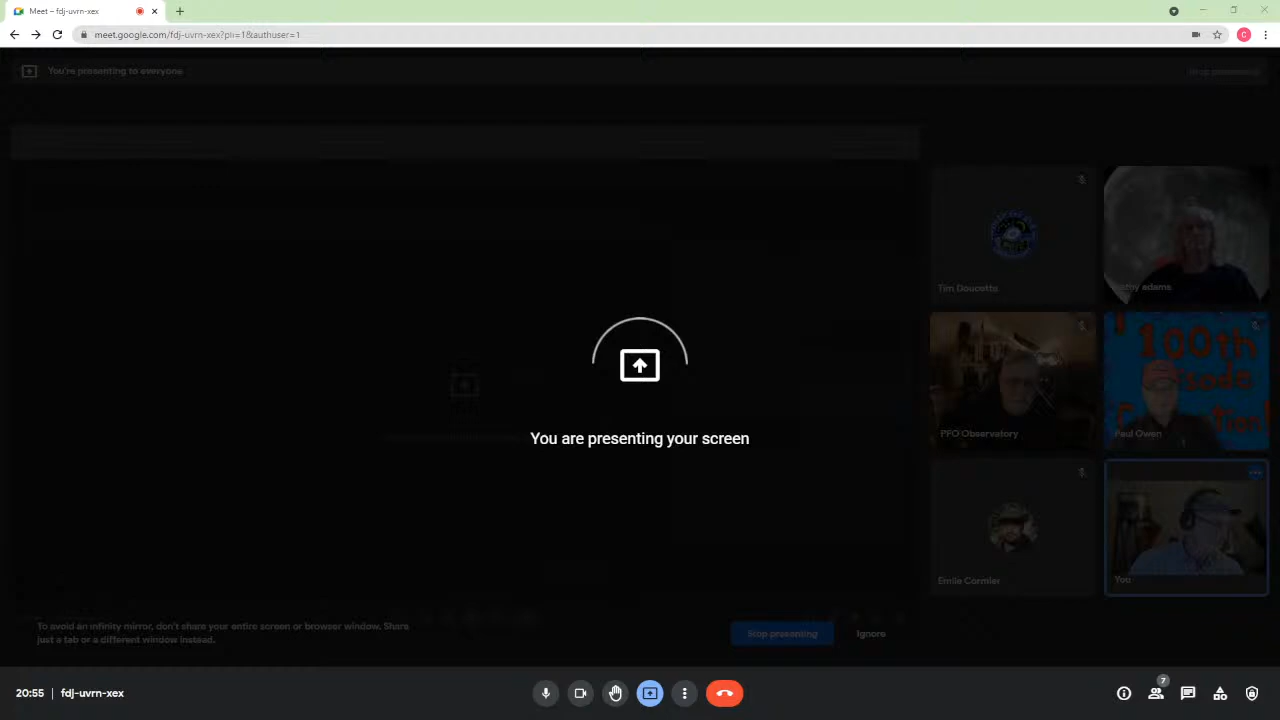 Meet – fdj-uvrn-xex
meet.google.com/fdj-uvrn-xex?pli=1&authuser=1
C
You're presenting to everyone
Stop presenting
Tim Doucette
adams
PFO Observatory
100th
Paul Owen
Emile Cormier
You
You are presenting your screen
To avoid an infinity mirror, don't share your entire screen or browser window. Share
just a tab or a different window instead.
Stop presenting
Ignore
20:55 | fdj-uvrn-xex
7